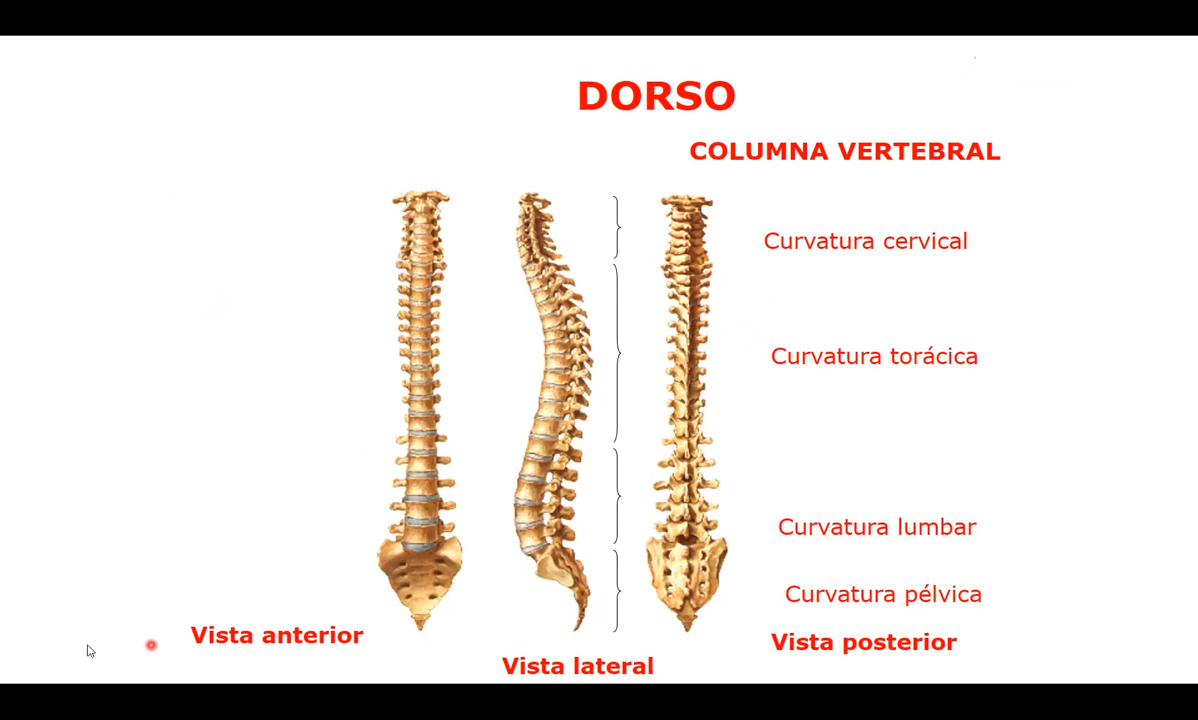 DORSO
COLUMNA VERTEBRAL
Curvatura cervical
Curvatura torácica
Curvatura lumbar
Curvatura pélvica
Vista anterior
Vista posterior
Vista lateral